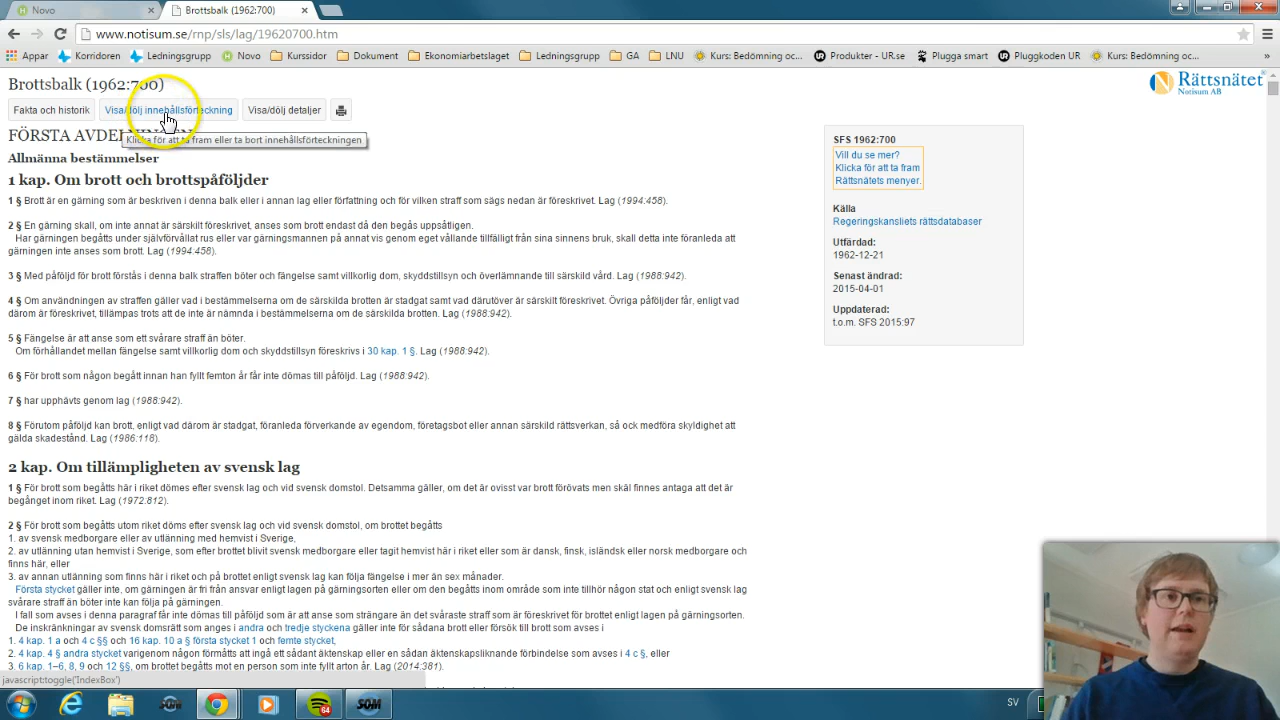 Novo
Brottsbalk (1962:700)
www.notisum.se/rnp/sls/lag/19620700.htm
Appar
Korridoren
Ledningsgrupp
Novo
Kurssidor
Dokument
Ekonomiarbetslaget
Ledningsgrupp
GA
LNU
Kurs: Bedömning oc...
Produkter - UR.se
Plugga smart
Pluggkoden UR
Kurs: Bedömning oc...
Brottsbalk (1962:700)
Rättsnätet
Notisum AB
Fakta och historik
Visa/dölj innehållsförteckning
Visa/dölj detaljer
FÖRSTA AVDELNINGEN
Klicka för att ta fram eller ta bort innehållsförteckningen
Allmänna bestämmelser
1 kap. Om brott och brottspåföljder
1 § Brott är en gärning som är beskriven i denna balk eller i annan lag eller författning och för vilken straff som sägs nedan är föreskrivet. Lag (1994:458).
2 § En gärning skall, om inte annat är särskilt föreskrivet, anses som brott endast då den begås uppsåtligen.
Har gärningen begåtts under självförvållat rus eller var gärningsmannen på annat vis genom eget vållande tillfälligt från sina sinnens bruk, skall detta inte föranleda att
gärningen inte anses som brott. Lag (1994:458).
3 § Med påföljd för brott förstås i denna balk straffen böter och fängelse samt villkorlig dom, skyddstillsyn och överlämnande till särskild vård. Lag (1988:942).
4 § Om användningen av straffen gäller vad i bestämmelserna om de särskilda brotten är stadgat samt vad därutöver är särskilt föreskrivet. Övriga påföljder får, enligt vad
därom är föreskrivet, tillämpas trots att de inte är nämnda i bestämmelserna om de särskilda brotten. Lag (1988:942).
5 § Fängelse är att anse som ett svårare straff än böter.
Om förhållandet mellan fängelse samt villkorlig dom och skyddstillsyn föreskrivs i 30 kap. 1 §. Lag (1988:942).
6 § För brott som någon begått innan han fyllt femton år får inte dömas till påföljd. Lag (1988:942).
7 § har upphävts genom lag (1988:942).
8 § Förutom påföljd kan brott, enligt vad därom är stadgat, föranleda förverkande av egendom, företagsbot eller annan särskild rättsverkan, så ock medföra skyldighet att
gälda skadestånd. Lag (1986:118).
2 kap. Om tillämpligheten av svensk lag
1 § För brott som begåtts här i riket dömes efter svensk lag och vid svensk domstol. Detsamma gäller, om det är ovisst var brott förövats men skäl finnes antaga att det är
begånget inom riket. Lag (1972:812).
2 § För brott som begåtts utom riket döms efter svensk lag och vid svensk domstol, om brottet begåtts
1. av svensk medborgare eller av utlänning med hemvist i Sverige,
2. av utlänning utan hemvist i Sverige, som efter brottet blivit svensk medborgare eller tagit hemvist här i riket eller som är dansk, finsk, isländsk eller norsk medborgare och
finns här, eller
3. av annan utlänning som finns här i riket och på brottet enligt svensk lag kan följa fängelse i mer än sex månader.
Första stycket gäller inte, om gärningen är fri från ansvar enligt lagen på gärningsorten eller om den begåtts inom område som inte tillhör någon stat och enligt svensk lag
svårare straff än böter inte kan följa på gärningen.
I fall som avses i denna paragraf får inte dömas till påföljd som är att anse som strängare än det svåraste straff som är föreskrivet för brottet enligt lagen på gärningsorten.
De inskränkningar av svensk domsrätt som anges i andra och tredje styckena gäller inte för sådana brott eller försök till brott som avses i
1. 4 kap. 1 a och 4 c §§ och 16 kap. 10 a § första stycket 1 och femte stycket,
2. 4 kap. 4 § andra stycket varigenom någon förmåtts att ingå ett sådant äktenskap eller en sådan äktenskapsliknande förbindelse som avses i 4 c §, eller
3. 6 kap. 1–6, 8, 9 och 12 §§, om brottet begåtts mot en person som inte fyllt arton år. Lag (2014:381).
SFS 1962:700
Vill du se mer?
Klicka för att ta fram
Rättsnätets menyer.
Källa
Regeringskansliets rättsdatabaser
Utfärdad:
1962-12-21
Senast ändrad:
2015-04-01
Uppdaterad:
t.o.m. SFS 2015:97
javascript:toggle('IndexBox')
64
SOM
SOM
SV